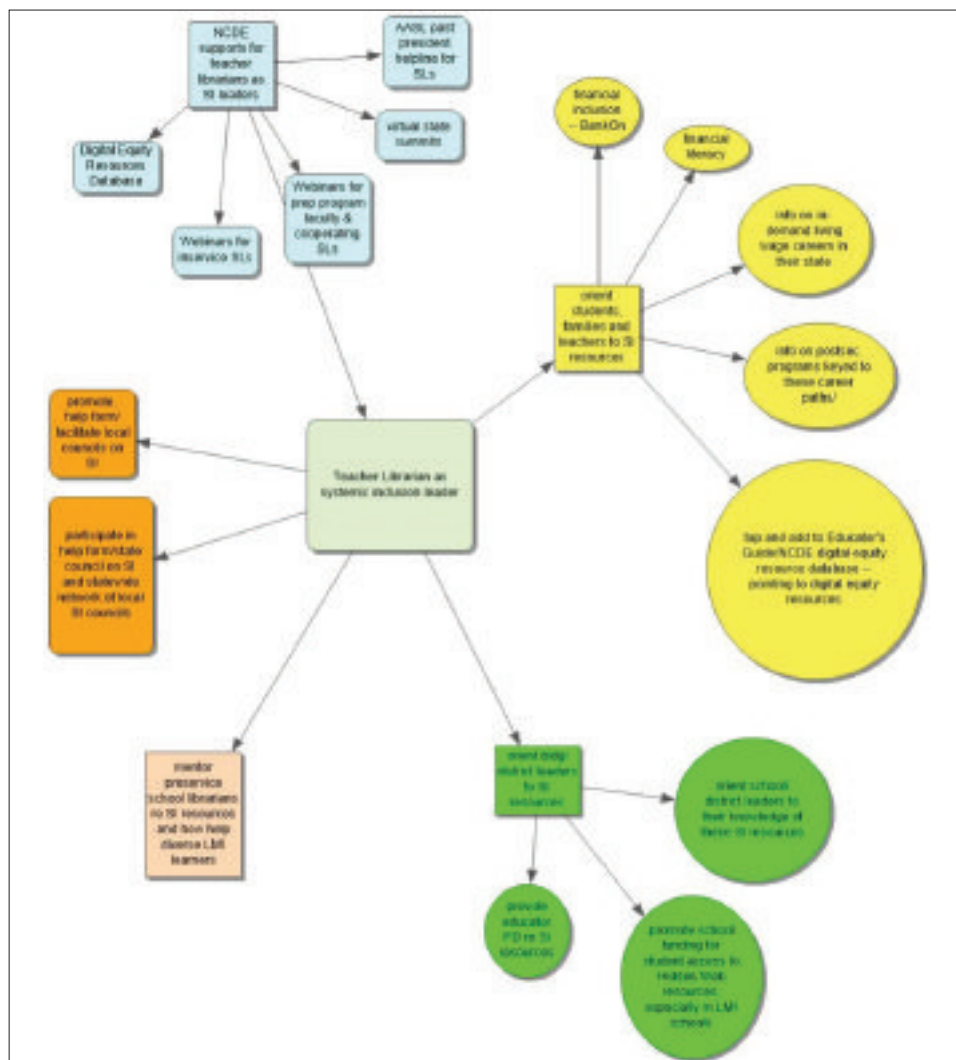 NCDE
supports for
teacher
librarians as
SI leaders
AASL past
president
helpline for
SLs
virtual state
summits
Digital Equity
Resources
Database
Webinars for
prep program
faculty &
cooperating
SLs
Webinars for
inservice SLs
financial
inclusion
-- BankOn
financial
literacy
info on in-
demand living
wage careers in
their state
orient
students,
families and
teachers to SI
resources
info on postsec
programs keyed to
these career
paths/
promote
help form/
facilitate local
councils on
SI
Teacher Librarian as
systemic inclusion leader
participate in
help form/state
council on SI
and statewide
network of local
SI councils
tap and add to Educator's
Guide/NCDE digital equity
resource database --
pointing to digital equity
resources
mentor
preservice
school librarians
re SI resources
and how help
diverse LMI
learners
orient
district leaders
to SI
resources
orient school
district leaders to
their knowledge of
these SI resources
provide
educator
PD re SI
resources
promote school
funding for
student access to
resources,
especially in LMI
schools